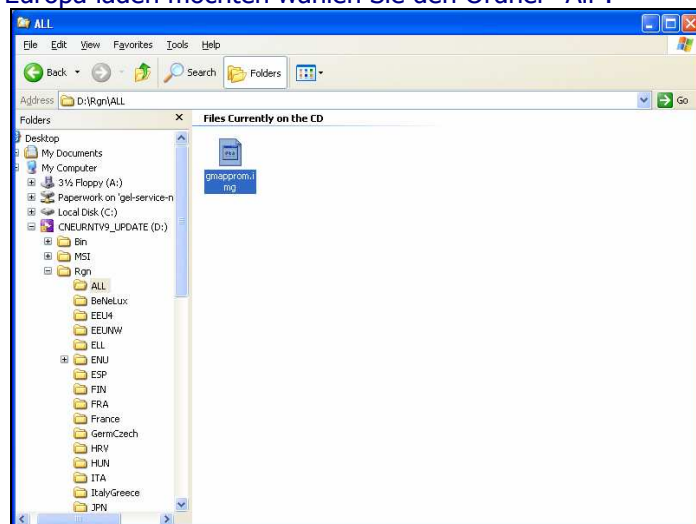 Europa laden möchten wählen Sie den Ordner "All".
ALL
File Edit View Favorites Tools Help
Back Search Folders
Address D:\Rgn\ALL Go
Folders × Files Currently on the CD
Desktop
My Documents
My Computer
3½ Floppy (A:)
Paperwork on 'gel-service-n
Local Disk (C:)
CNEURNTV9_UPDATE (D:)
Bin
MSI
Rgn
ALL
BeNeLux
EEU4
EEUNW
ELL
ENU
ESP
FIN
FRA
France
GermCzech
HRV
HUN
ITA
ItalyGreece
JPN
gmapprom.i
mg